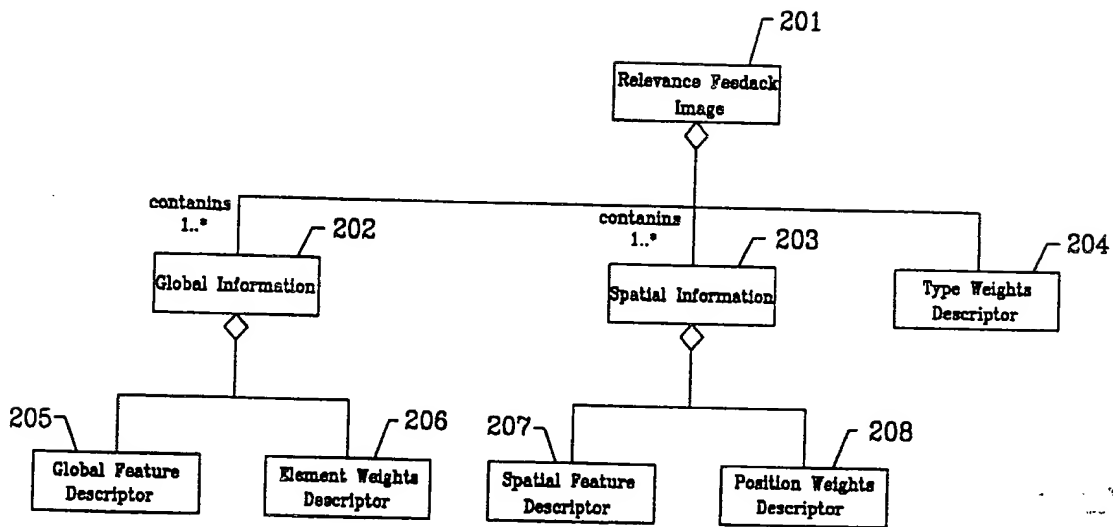 201
Relevance Feedack
Image
contanins
1..*
202
Global Information
contanins
1..*
203
Spatial Information
204
Type Weights
Descriptor
205
Global Feature
Descriptor
206
Element Weights
Descriptor
207
Spatial Feature
Descriptor
208
Position Weights
Descriptor